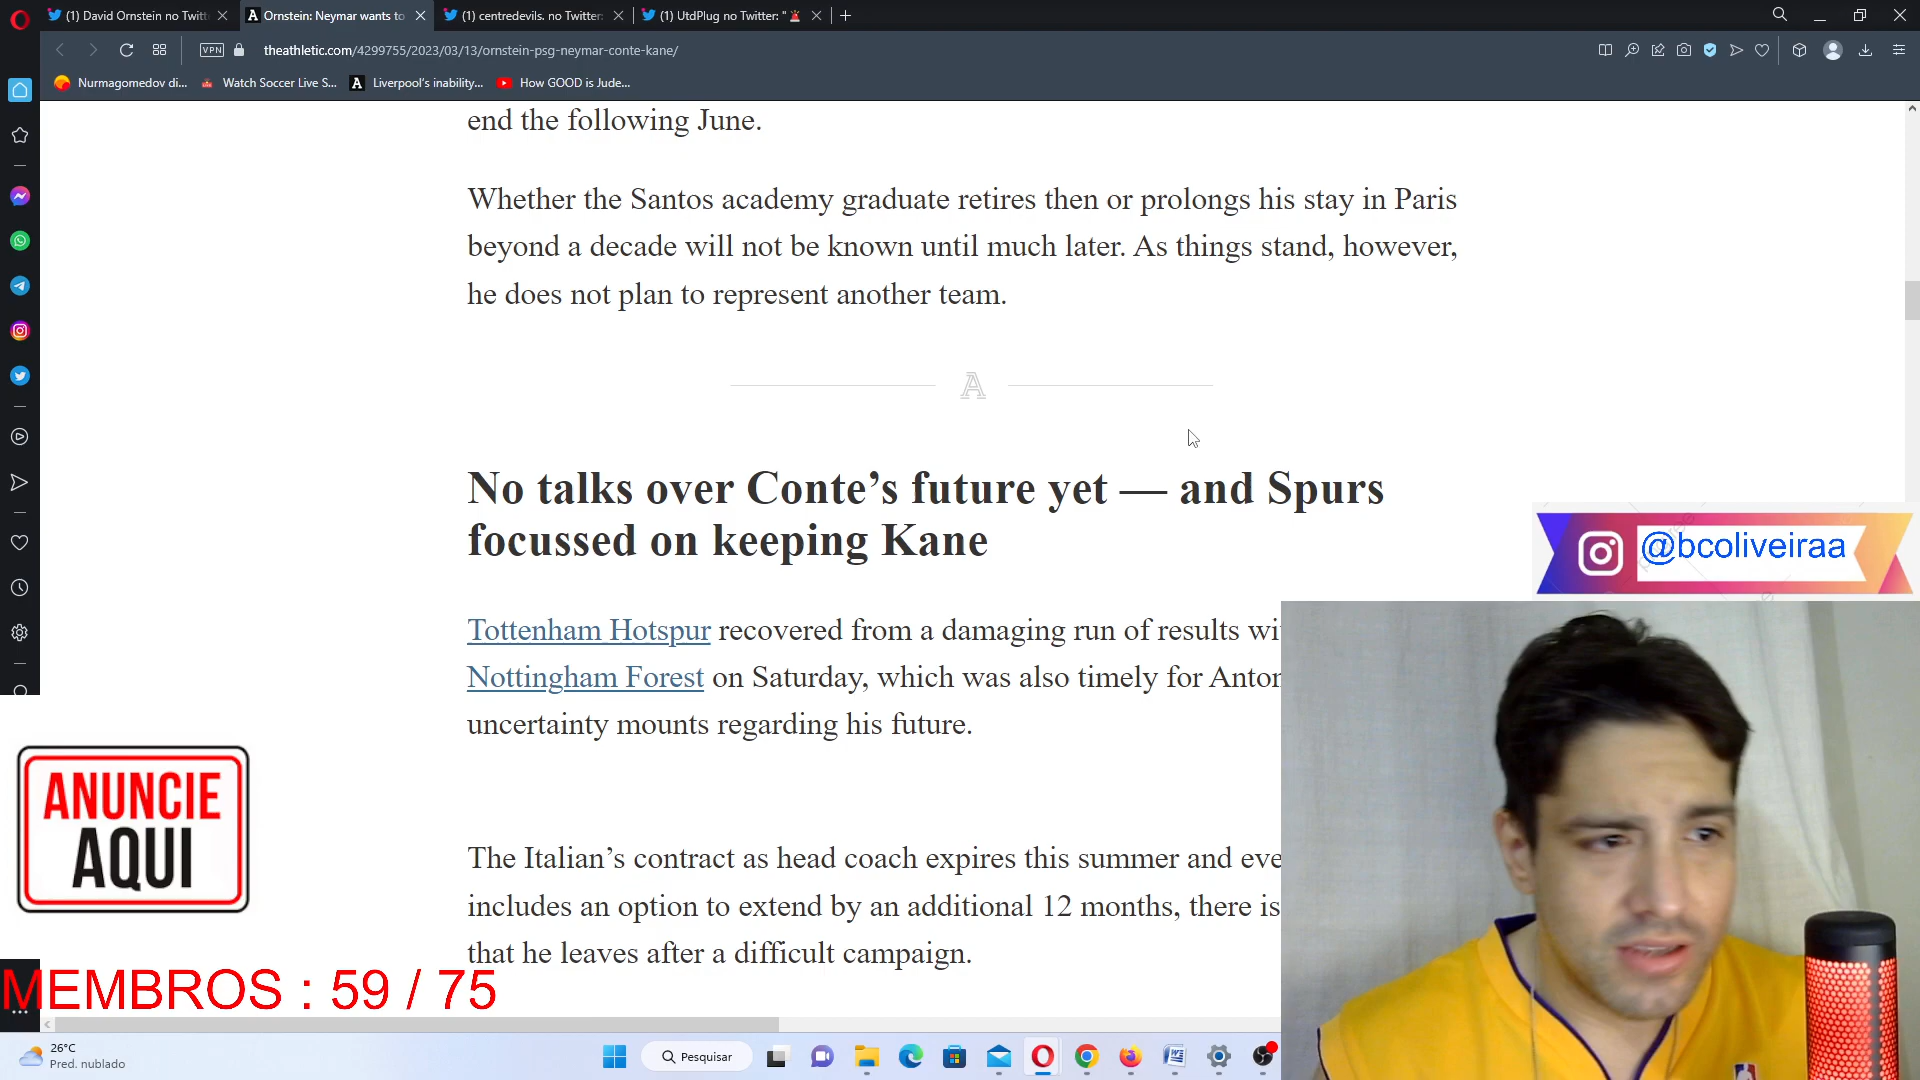 (1) David Ornstein no Twitt
Ornstein: Neymar wants to
(1) centredevils. no Twitter:
(1) UtdPlug no Twitter: "
VPN
theathletic.com/4299755/2023/03/13/ornstein-psg-neymar-conte-kane/
Nurmagomedov di...
Watch Soccer Live S...
Liverpool's inability...
How GOOD is Jude...
end the following June.
Whether the Santos academy graduate retires then or prolongs his stay in Paris
beyond a decade will not be known until much later. As things stand, however,
he does not plan to represent another team.
A
No talks over Conte's future yet — and Spurs
focussed on keeping Kane
@bcoliveiraa
Tottenham Hotspur recovered from a damaging run of results wi
Nottingham Forest on Saturday, which was also timely for Anton
uncertainty mounts regarding his future.
ANUNCIE
AQUI
The Italian's contract as head coach expires this summer and eve
includes an option to extend by an additional 12 months, there is
that he leaves after a difficult campaign.
MEMBROS : 59 / 75
26°C
Pred. nublado
Pesquisar